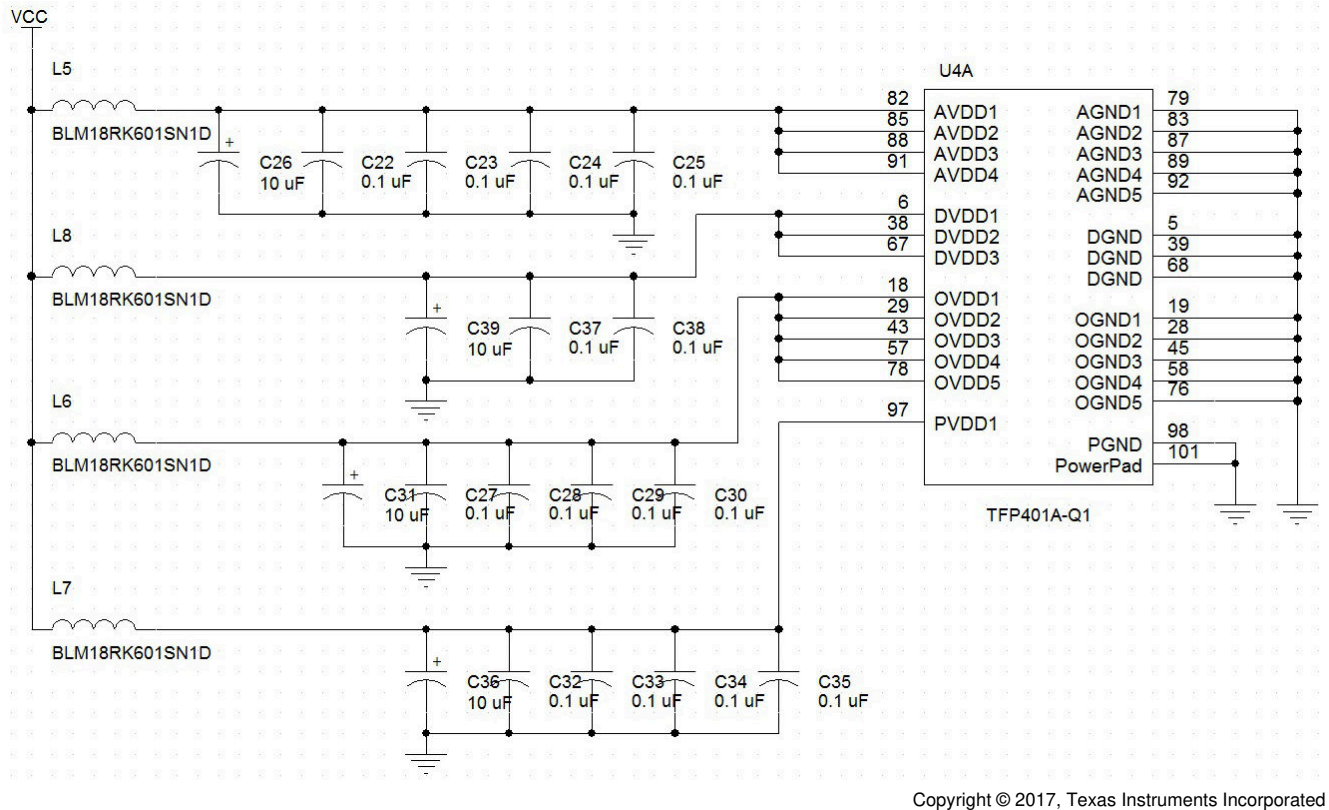 VCC
L5
BLM18RK601SN1D
+
C26
10 uF
C22
0.1 uF
C23
0.1 uF
C24
0.1 uF
C25
0.1 uF
L8
BLM18RK601SN1D
+
C39
10 uF
C37
0.1 uF
C38
0.1 uF
L6
BLM18RK601SN1D
+
C31
10 uF
C27
0.1 uF
C28
0.1 uF
C29
0.1 uF
C30
0.1 uF
L7
BLM18RK601SN1D
+
C36
10 uF
C32
0.1 uF
C33
0.1 uF
C34
0.1 uF
C35
0.1 uF
U4A
82 AVDD1 AGND1 79
85 AVDD2 AGND2 83
88 AVDD3 AGND3 87
91 AVDD4 AGND4 89
AGND5 92
6 DVDD1 DGND 5
38 DVDD2 DGND 39
67 DVDD3 DGND 68
18 OVDD1 OGND1 19
29 OVDD2 OGND2 28
43 OVDD3 OGND3 45
57 OVDD4 OGND4 58
78 OVDD5 OGND5 76
97 PVDD1 PGND 98
PowerPad 101
TFP401A-Q1
Copyright © 2017, Texas Instruments Incorporated